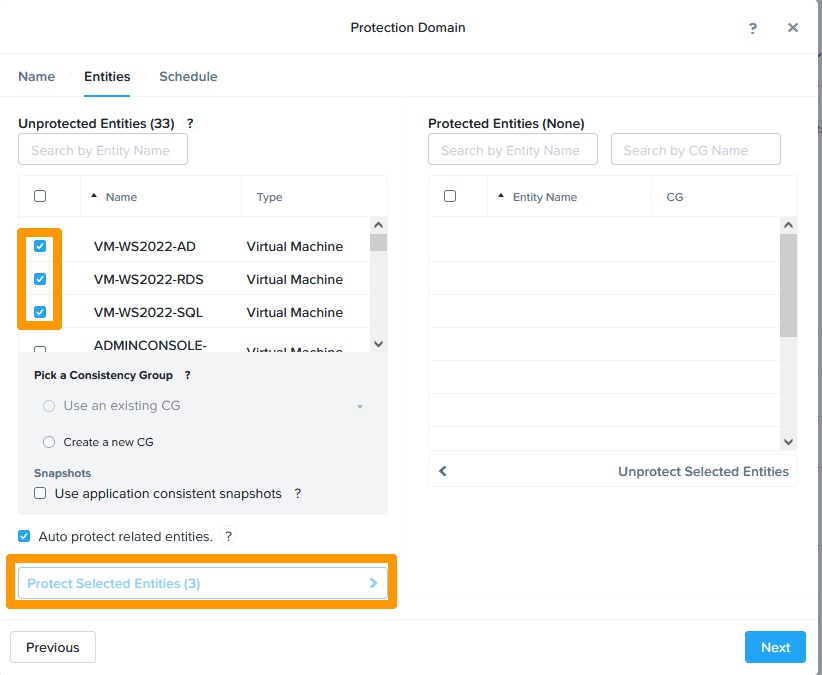 Protection Domain
?
×
Name
Entities
Schedule
Unprotected Entities (33) ?
Search by Entity Name
Name Type
VM-WS2022-AD Virtual Machine
VM-WS2022-RDS Virtual Machine
VM-WS2022-SQL Virtual Machine
ADMINCONSOLE- Virtual Machine
Pick a Consistency Group ?
Use an existing CG
Create a new CG
Snapshots
Use application consistent snapshots ?
Auto protect related entities. ?
Protect Selected Entities (3)
Protected Entities (None)
Search by Entity Name
Search by CG Name
Entity Name CG
Unprotect Selected Entities
Previous
Next